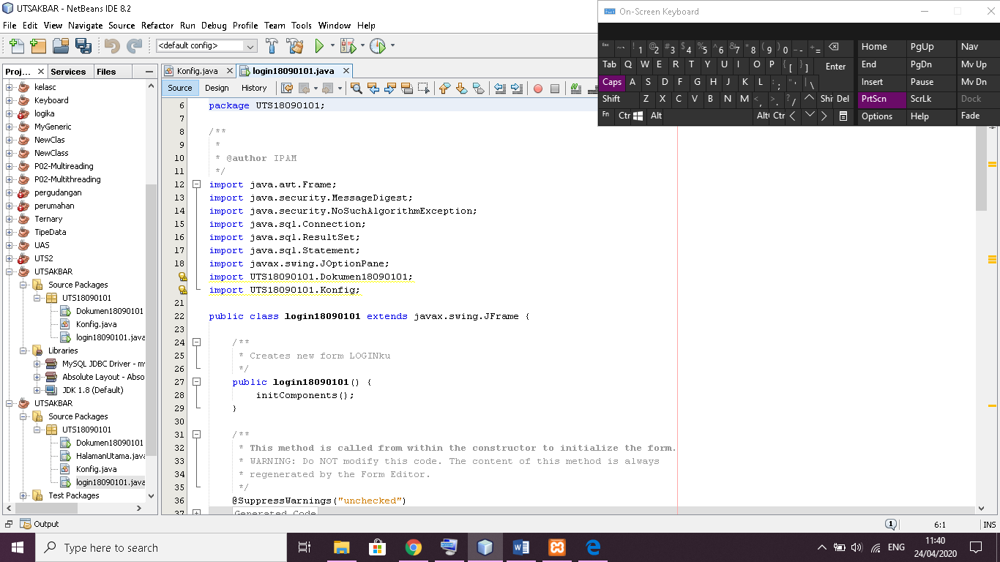 UTSAKBAR - NetBeans IDE 8.2
File Edit View Navigate Source Refactor Run Debug Profile Team Tools Window Help
<default config>
Proj... Services Files
kelasc
Keyboard
logika
MyGeneric
NewClas
NewClass
P02-Multireading
P02-Multithreading
pergudangan
perumahan
Ternary
TipeData
UAS
UTS2
UTSAKBAR
Source Packages
UTS18090101
Dokumen18090101
Konfig.java
login18090101.java
Libraries
MySQL JDBC Driver - my
Absolute Layout - Abso
JDK 1.8 (Default)
UTSAKBAR
Source Packages
UTS18090101
Dokumen18090101
HalamanUtama.java
Konfig.java
login18090101.java
Test Packages
Konfig.java login18090101.java
Source Design History
6 package UTS18090101;
7
8 /**
9 *
10 * @author IPAM
11 */
12 import java.awt.Frame;
13 import java.security.MessageDigest;
14 import java.security.NoSuchAlgorithmException;
15 import java.sql.Connection;
16 import java.sql.ResultSet;
17 import java.sql.Statement;
18 import javax.swing.JOptionPane;
import UTS18090101.Dokumen18090101;
import UTS18090101.Konfig;
21
22 public class login18090101 extends javax.swing.JFrame {
23
24 /**
25 * Creates new form LOGINku
26 */
27 public login18090101() {
28 initComponents();
29 }
30
31 /**
32 * This method is called from within the constructor to initialize the form.
33 * WARNING: Do NOT modify this code. The content of this method is always
34 * regenerated by the Form Editor.
35 */
36 @SuppressWarnings("unchecked")
37 Generated Code
On-Screen Keyboard
Esc ~ ` ! 1 @ 2 # 3 $ 4 % 5 ^ 6 & 7 * 8 ( 9 ) 0 _ - + = Home PgUp Nav
Tab Q W E R T Y U I O P { [ } ] Enter End PgDn Mv Up
Caps A S D F G H J K L : ; " ' | \ Insert Pause Mv Dn
Shift Z X C V B N M < , > . ? / Shi Del PrtScn ScrLk Dock
Fn Ctr Alt Alt Ctr Options Help Fade
Output
1 6:1 INS
Type here to search
ENG
11:40
24/04/2020